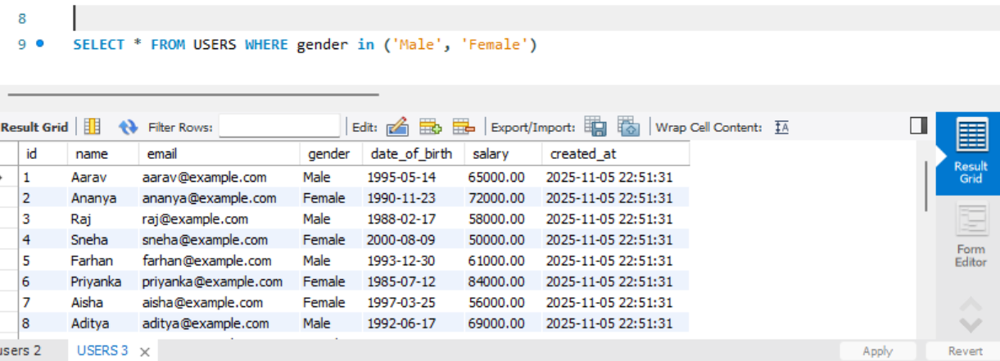 8
9 SELECT * FROM USERS WHERE gender in ('Male', 'Female')
Result Grid Filter Rows: Edit: Export/Import: Wrap Cell Content: IA
id name email gender date_of_birth salary created_at
1 Aarav aarav@example.com Male 1995-05-14 65000.00 2025-11-05 22:51:31
2 Ananya ananya@example.com Female 1990-11-23 72000.00 2025-11-05 22:51:31
3 Raj raj@example.com Male 1988-02-17 58000.00 2025-11-05 22:51:31
4 Sneha sneha@example.com Female 2000-08-09 50000.00 2025-11-05 22:51:31
5 Farhan farhan@example.com Male 1993-12-30 61000.00 2025-11-05 22:51:31
6 Priyanka priyanka@example.com Female 1985-07-12 84000.00 2025-11-05 22:51:31
7 Aisha aisha@example.com Female 1997-03-25 56000.00 2025-11-05 22:51:31
8 Aditya aditya@example.com Male 1992-06-17 69000.00 2025-11-05 22:51:31
Result
Grid
Form
Editor
users 2 USERS 3 Apply Revert